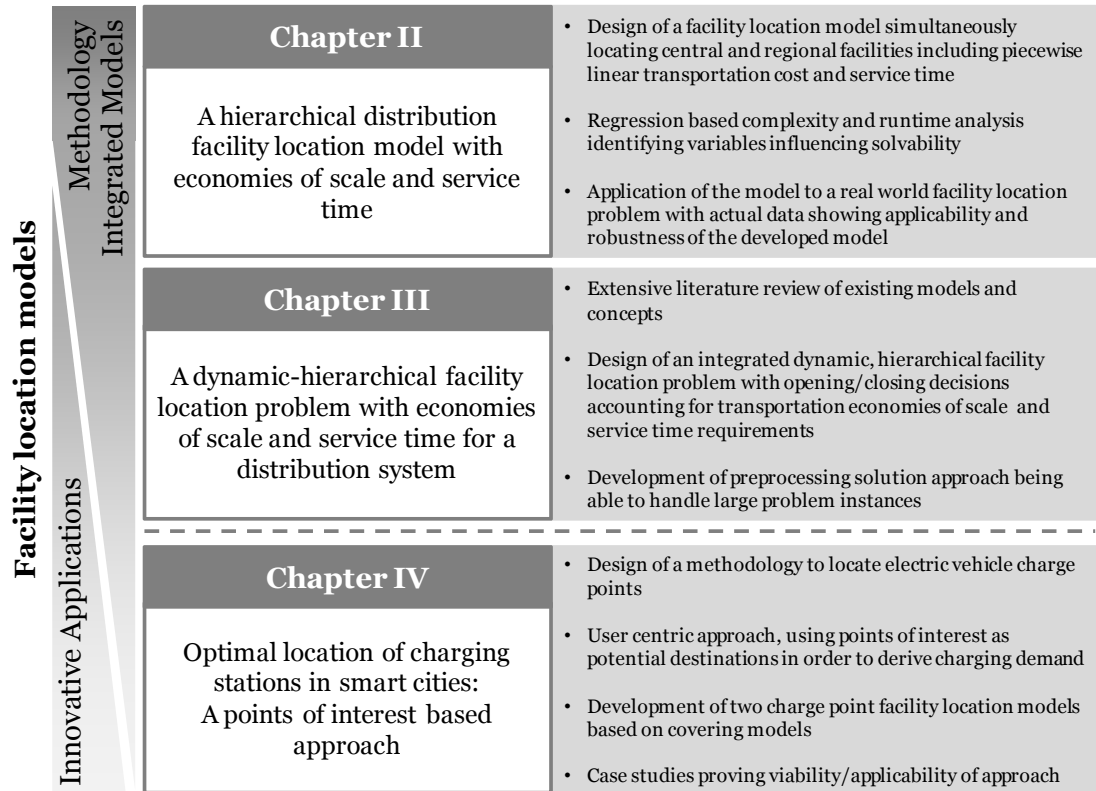 Facility location models
Methodology
Integrated Models
Innovative Applications
Chapter II
A hierarchical distribution
facility location model with
economies of scale and service
time
• Design of a facility location model simultaneously
locating central and regional facilities including piecewise
linear transportation cost and service time
• Regression based complexity and runtime analysis
identifying variables influencing solvability
• Application of the model to a real world facility location
problem with actual data showing applicability and
robustness of the developed model
Chapter III
A dynamic-hierarchical facility
location problem with economies
of scale and service time for a
distribution system
• Extensive literature review of existing models and
concepts
• Design of an integrated dynamic, hierarchical facility
location problem with opening/closing decisions
accounting for transportation economies of scale and
service time requirements
• Development of preprocessing solution approach being
able to handle large problem instances
Chapter IV
Optimal location of charging
stations in smart cities:
A points of interest based
approach
• Design of a methodology to locate electric vehicle charge
points
• User centric approach, using points of interest as
potential destinations in order to derive charging demand
• Development of two charge point facility location models
based on covering models
• Case studies proving viability/applicability of approach